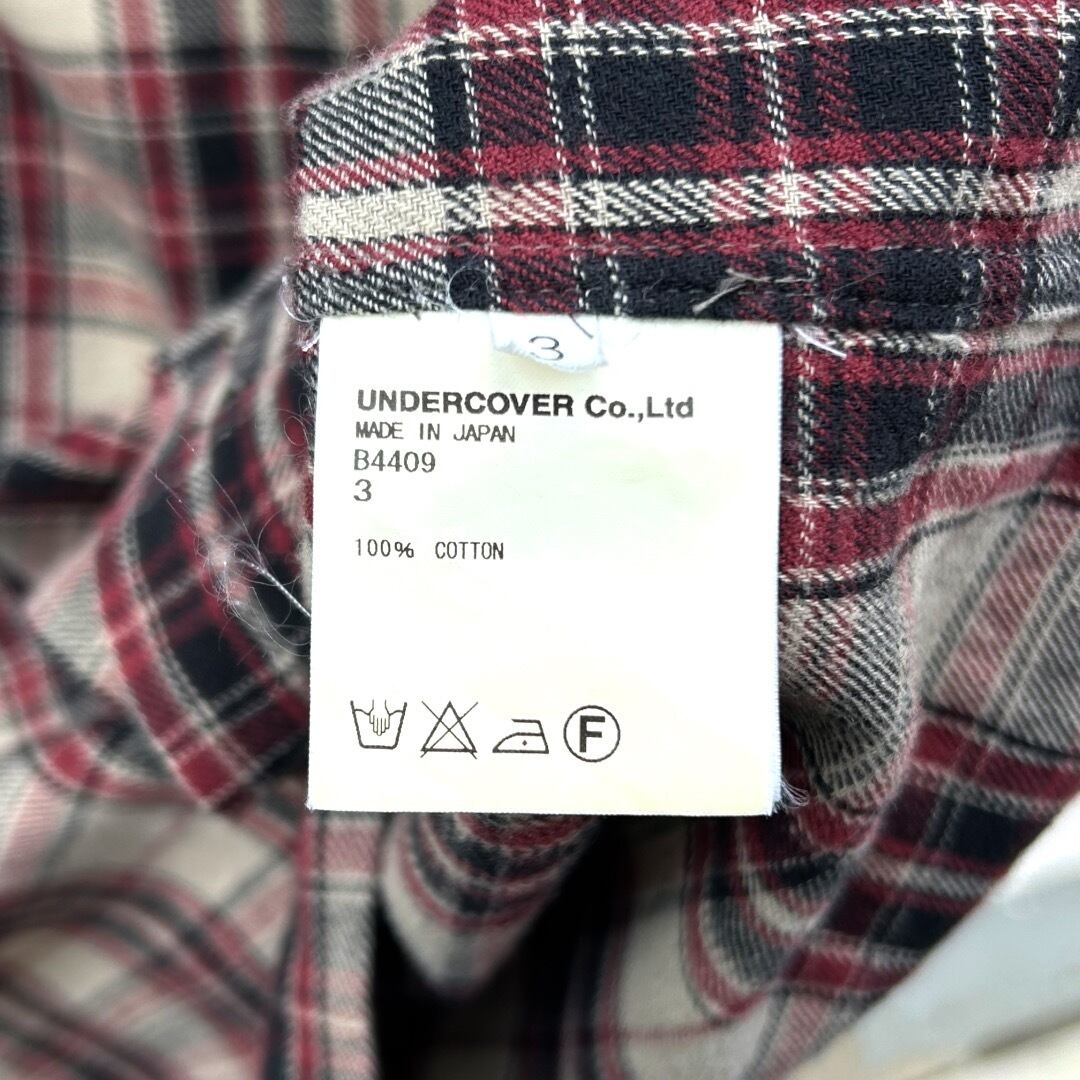 3
UNDERCOVER Co.,Ltd
MADE IN JAPAN
B4409
3
100% COTTON
F